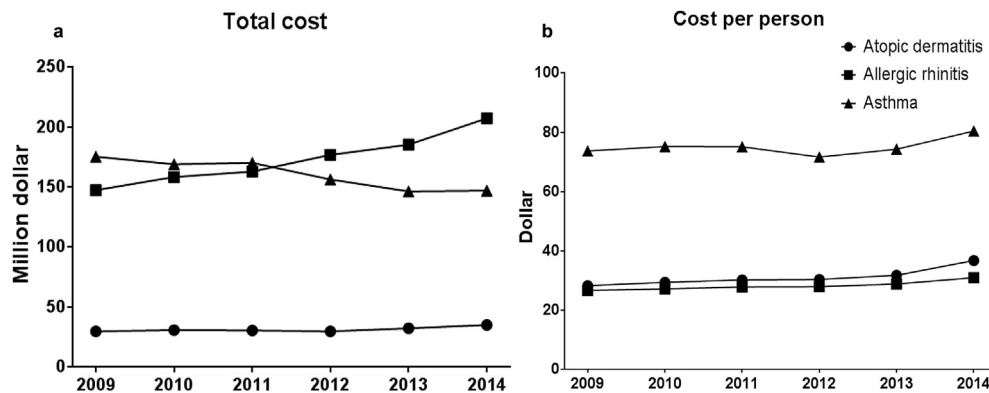 a
Total cost
Million dollar
250
200
150
100
50
0
2009 2010 2011 2012 2013 2014
b
Cost per person
Atopic dermatitis
Allergic rhinitis
Asthma
Dollar
100
80
60
40
20
0
2009 2010 2011 2012 2013 2014